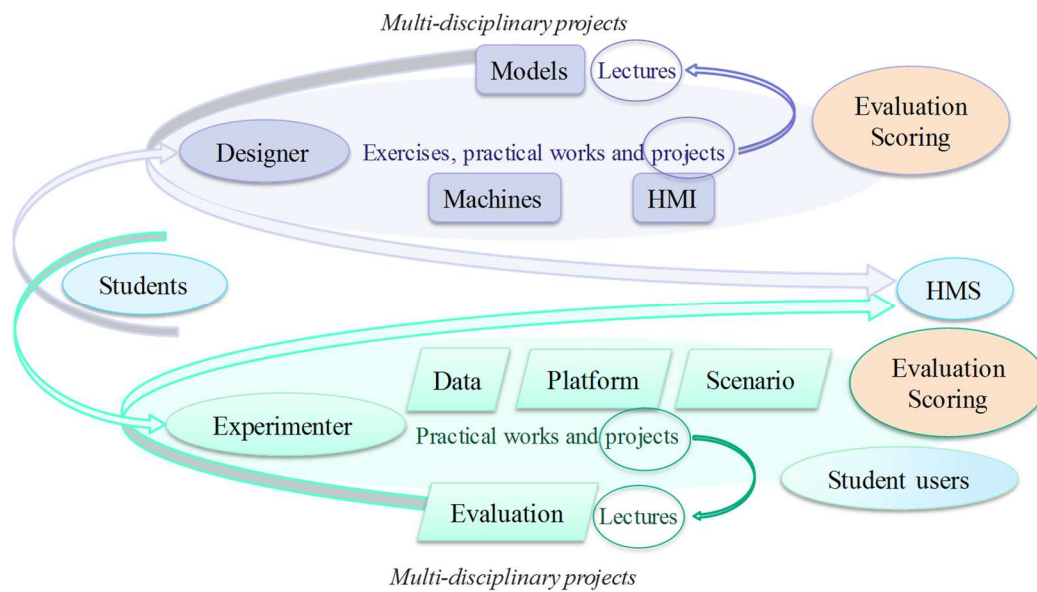 Multi-disciplinary projects
Models
Lectures
Evaluation
Scoring
Designer
Exercises, practical works and projects
Machines
HMI
Students
HMS
Data
Platform
Scenario
Evaluation
Scoring
Experimenter
Practical works and projects
Student users
Evaluation
Lectures
Multi-disciplinary projects